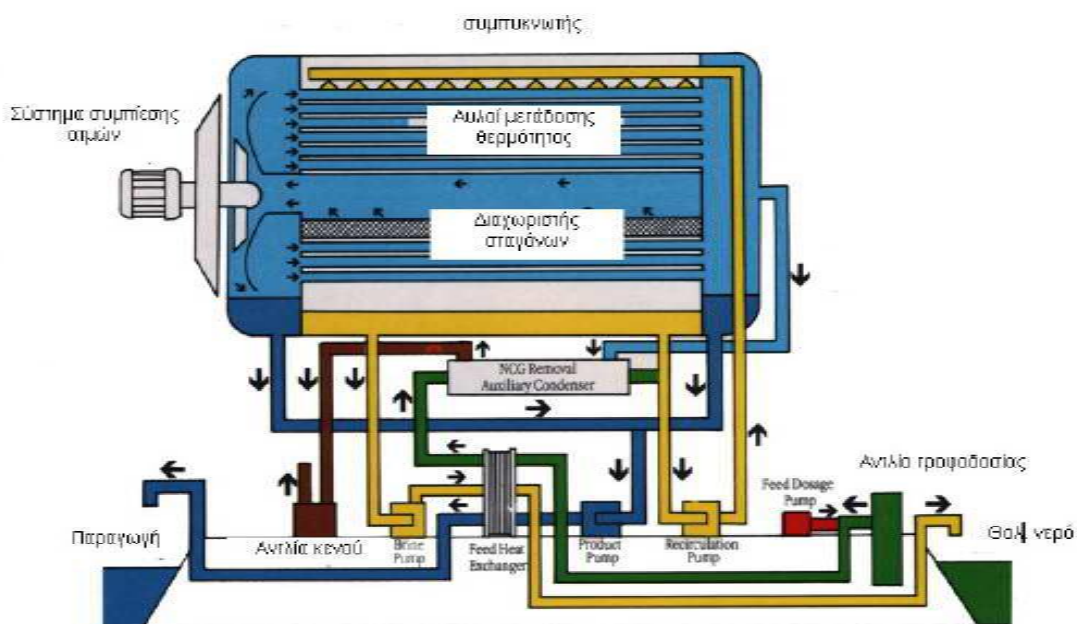 συμπυκνωτής
Σύστημα συμπίεσης
ατμών
Αυλοί μετάδοσης
θερμότητος
Διαχωριστής
σταγόνων
NCG Removal
Auxiliary Condenser
Αντλία τροφοδοσίας
Feed Dosage
Pump
Παραγωγή
Αντλία κενού
Brine
Pump
Feed Heat
Exchanger
Product
Pump
Recirculation
Pump
νερό